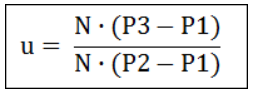 u = N · (P3 − P1) / N · (P2 − P1)